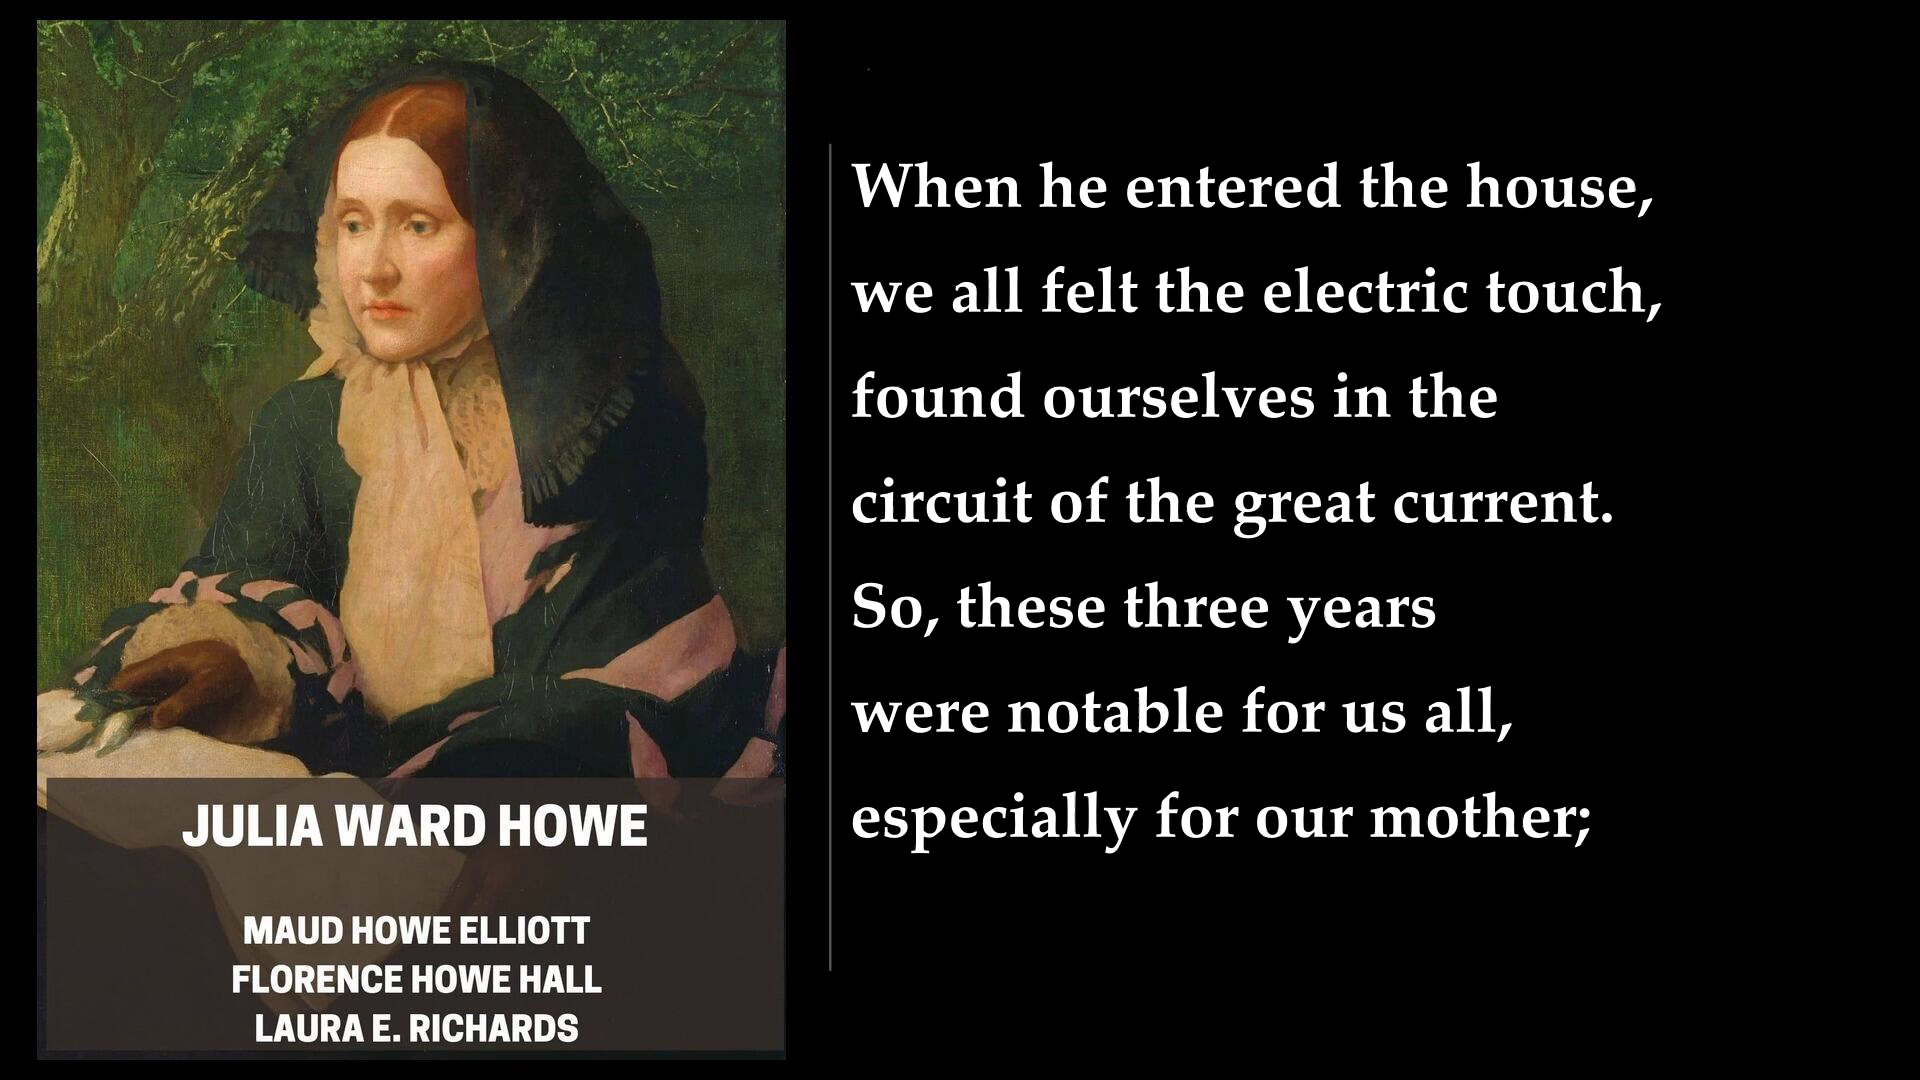 JULIA WARD HOWE
MAUD HOWE ELLIOTT
FLORENCE HOWE HALL
LAURA E. RICHARDS
When he entered the house,
we all felt the electric touch,
found ourselves in the
circuit of the great current.
So, these three years
were notable for us all,
especially for our mother;